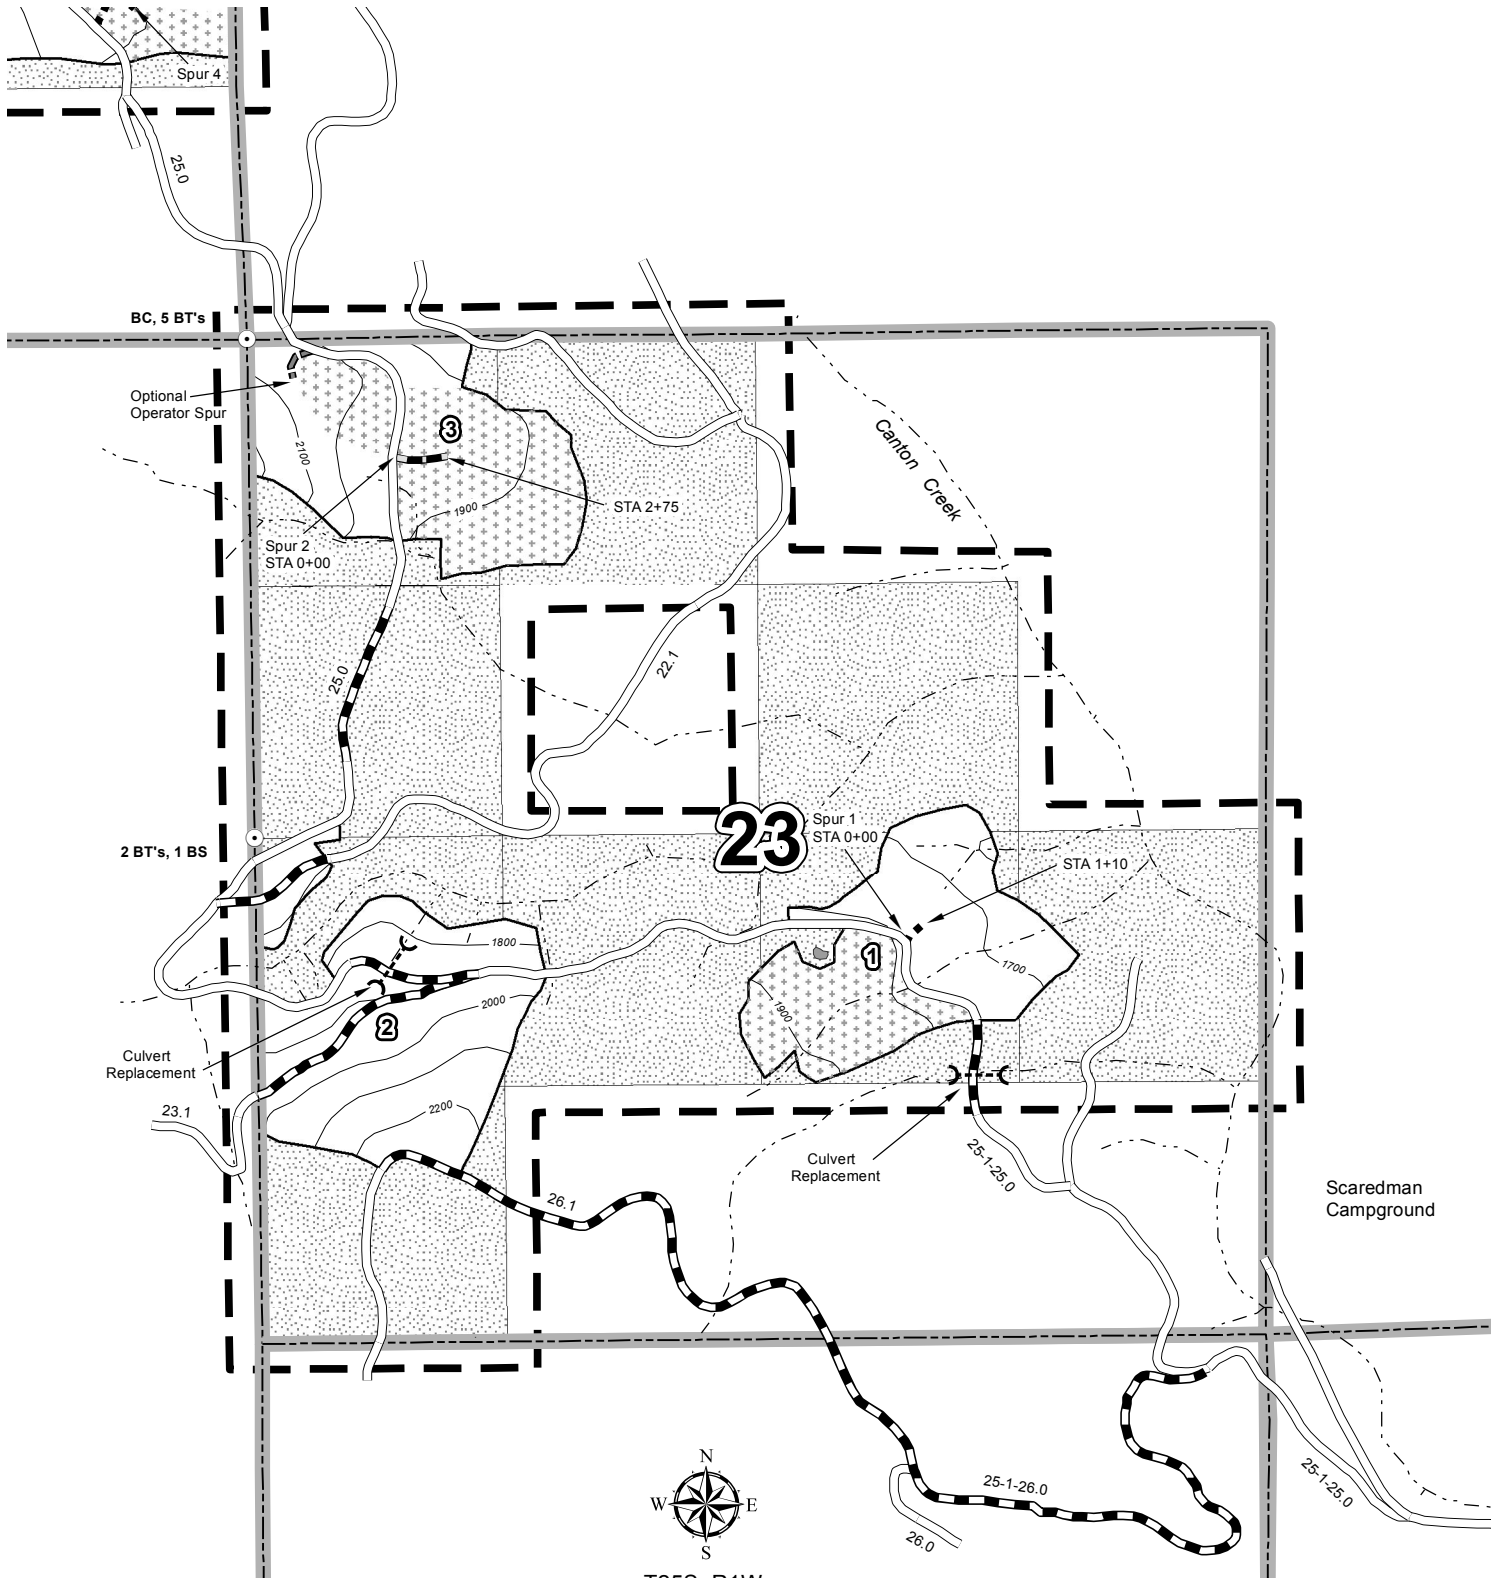 Spur 4
25.0
BC, 5 BT's
Optional
Operator Spur
3
2100
1900
STA 2+75
Canton Creek
Spur 2
STA 0+00
25.0
22.1
23
Spur 1
STA 0+00
2 BT's, 1 BS
STA 1+10
1800
1
1700
2000
1900
2
Culvert
Replacement
23.1
2200
Culvert
Replacement
25-1-25.0
26.1
Scaredman
Campground
N
W E
S
25-1-26.0
25-1-25.0
26.0